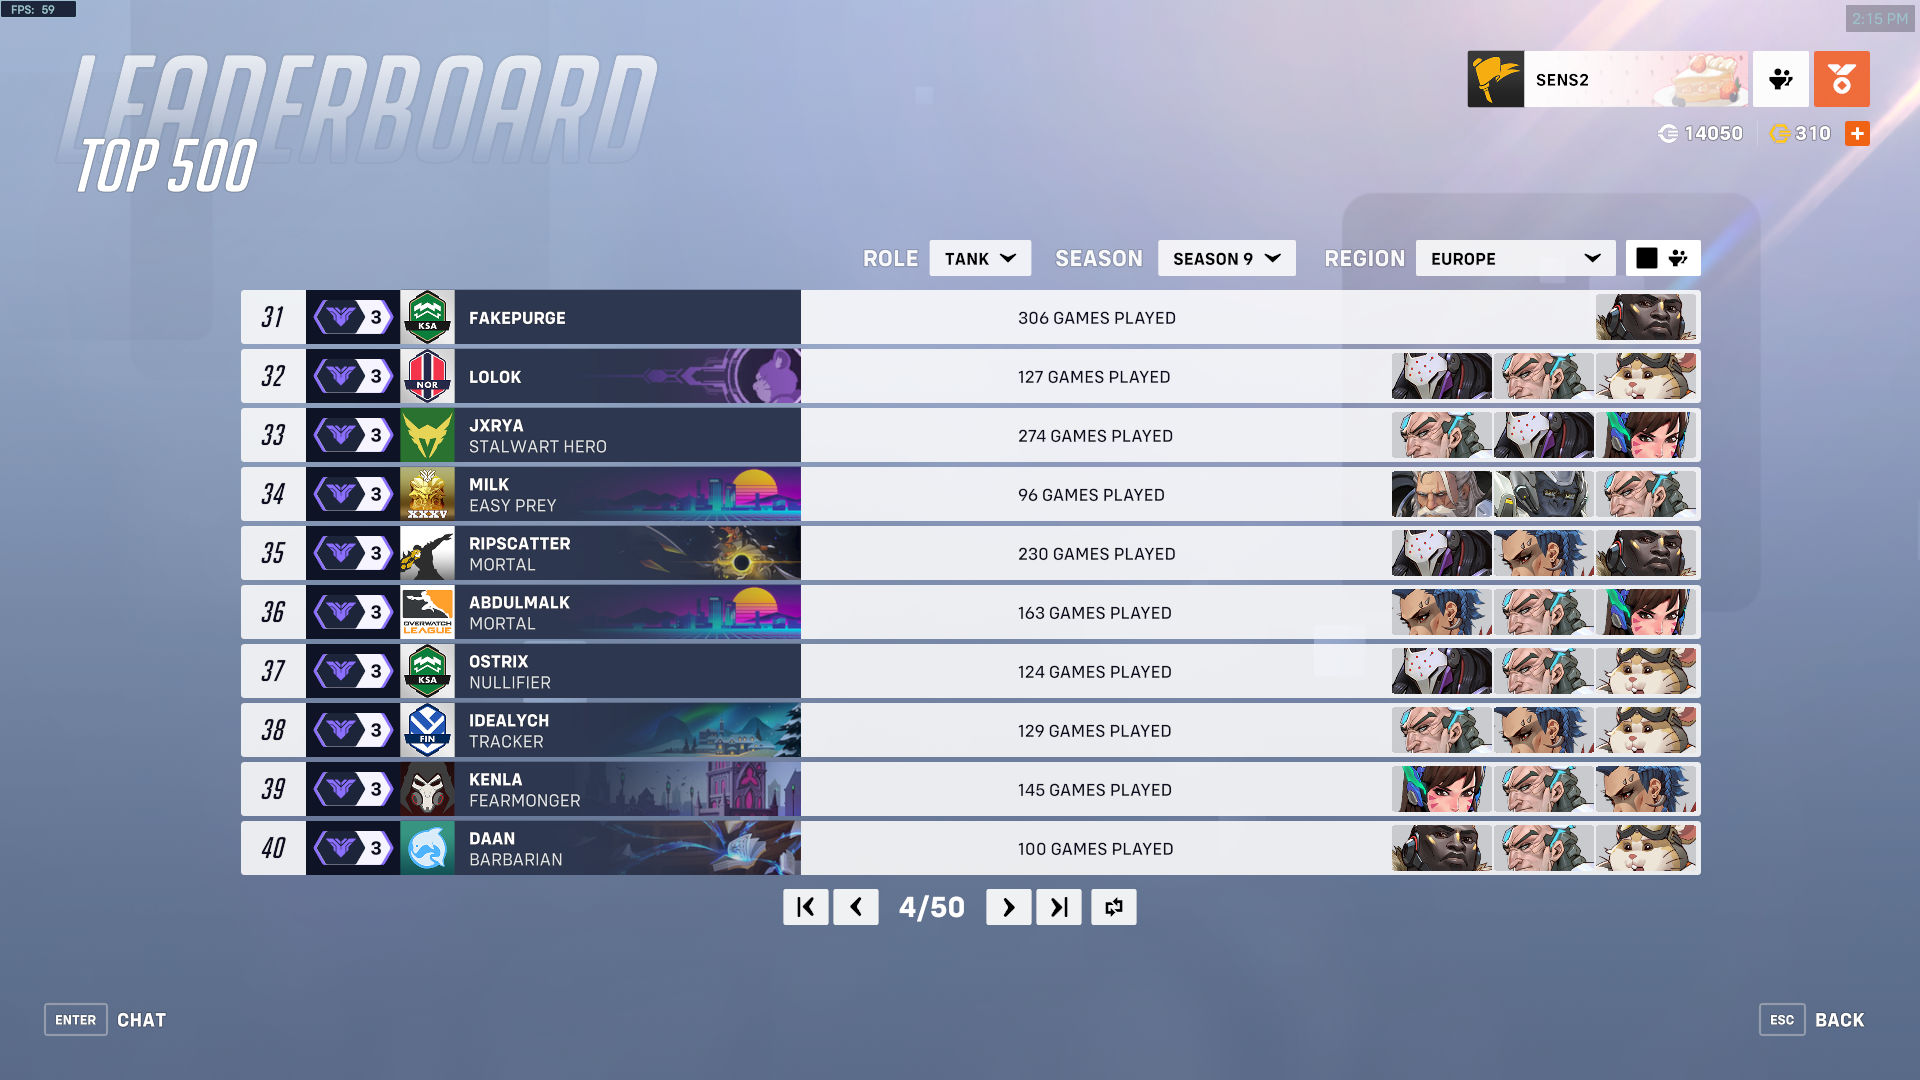 FPS: 59
2:15 PM
LEADERBOARD
TOP 500
SENS2
14050
310
ROLE TANK SEASON SEASON 9 REGION EUROPE
31 3 KSA FAKEPURGE 306 GAMES PLAYED
32 3 NOR LOLOK 127 GAMES PLAYED
33 3 JXRYA
STALWART HERO 274 GAMES PLAYED
34 3 XXXV MILK
EASY PREY 96 GAMES PLAYED
35 3 RIPSCATTER
MORTAL 230 GAMES PLAYED
36 3 OVERWATCH LEAGUE ABDULMALK
MORTAL 163 GAMES PLAYED
37 3 KSA OSTRIX
NULLIFIER 124 GAMES PLAYED
38 3 FIN IDEALYCH
TRACKER 129 GAMES PLAYED
39 3 KENLA
FEARMONGER 145 GAMES PLAYED
40 3 DAAN
BARBARIAN 100 GAMES PLAYED
4/50
ENTER CHAT
ESC BACK